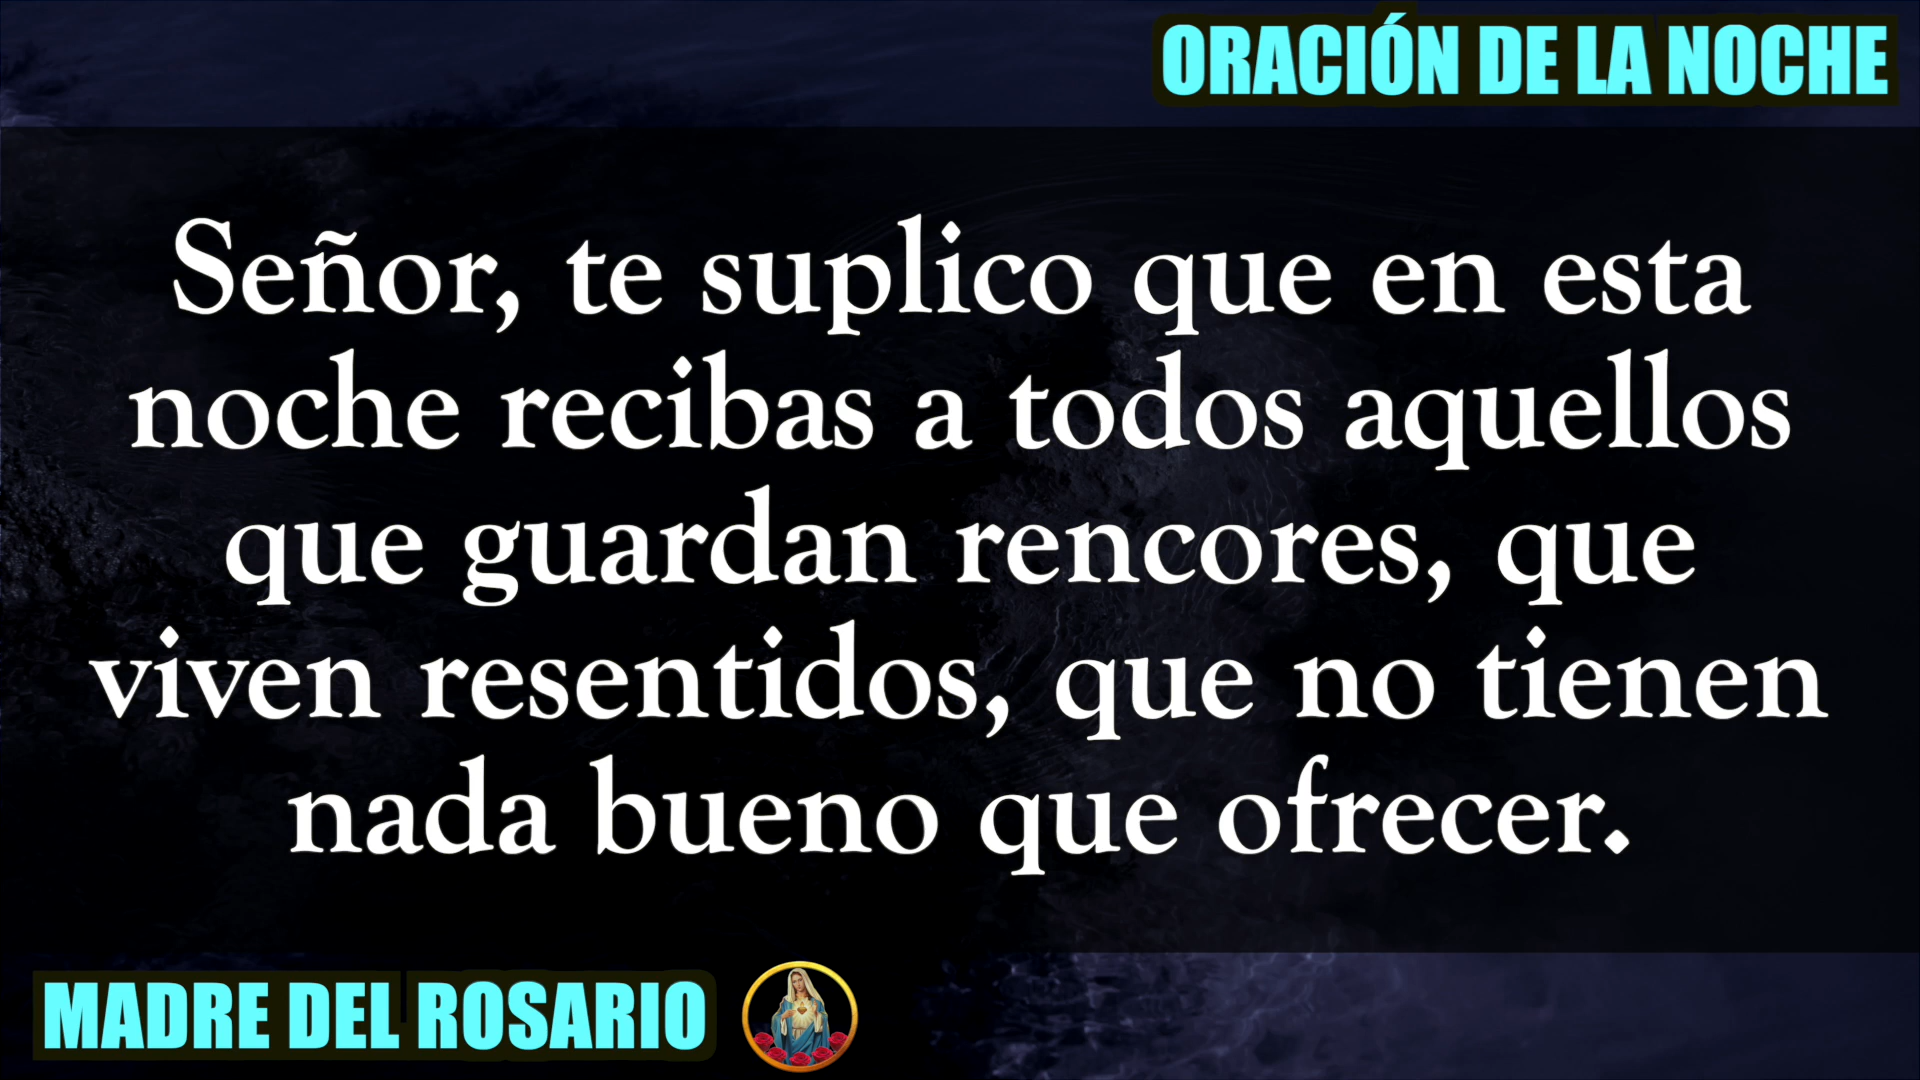 ORACIÓN DE LA NOCHE
Señor, te suplico que en esta
noche recibas a todos aquellos
que guardan rencores, que
viven resentidos, que no tienen
nada bueno que ofrecer.
MADRE DEL ROSARIO